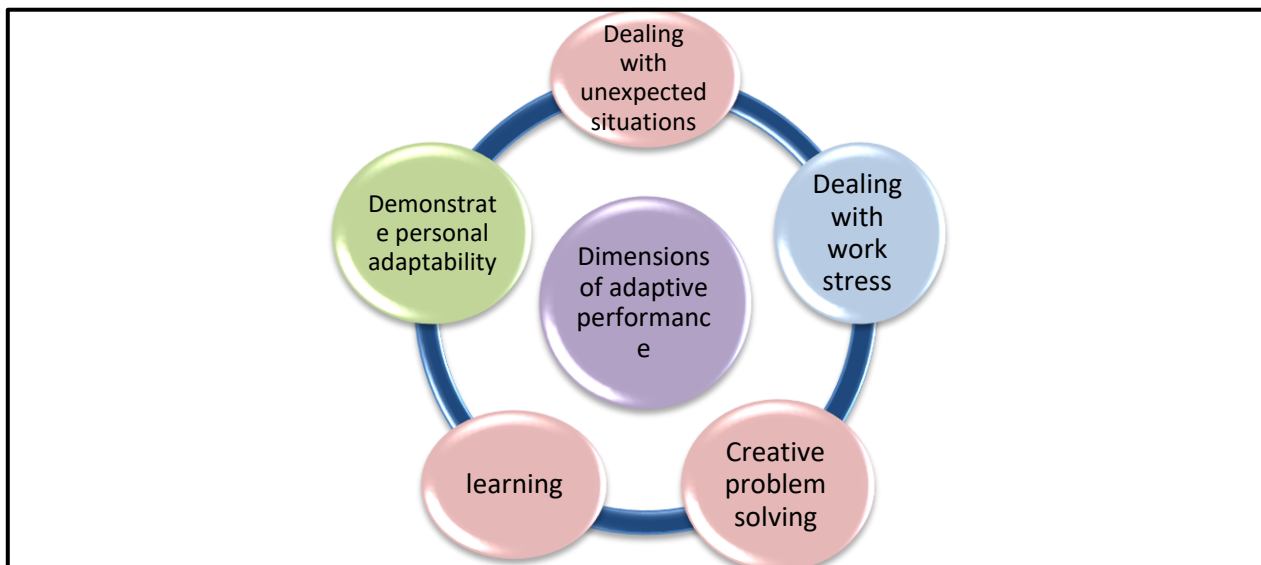 Dealing
with
unexpected
situations
Dealing
with
work
stress
Creative
problem
solving
learning
Demonstrat
e personal
adaptability
Dimensions
of adaptive
performanc
e